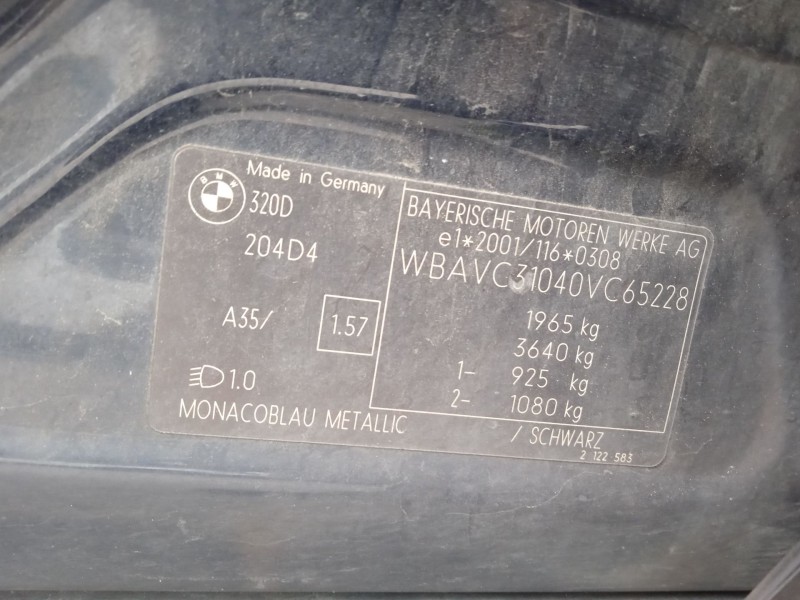 BMW
Made in Germany
320D
204D4
A35/
1.57
1.0
MONACOBLAU METALLIC
BAYERISCHE MOTOREN WERKE AG
e1*2001/116*0308
WBAVC31040VC65228
1965 kg
3640 kg
1- 925 kg
2- 1080 kg
/ SCHWARZ
2 122 583